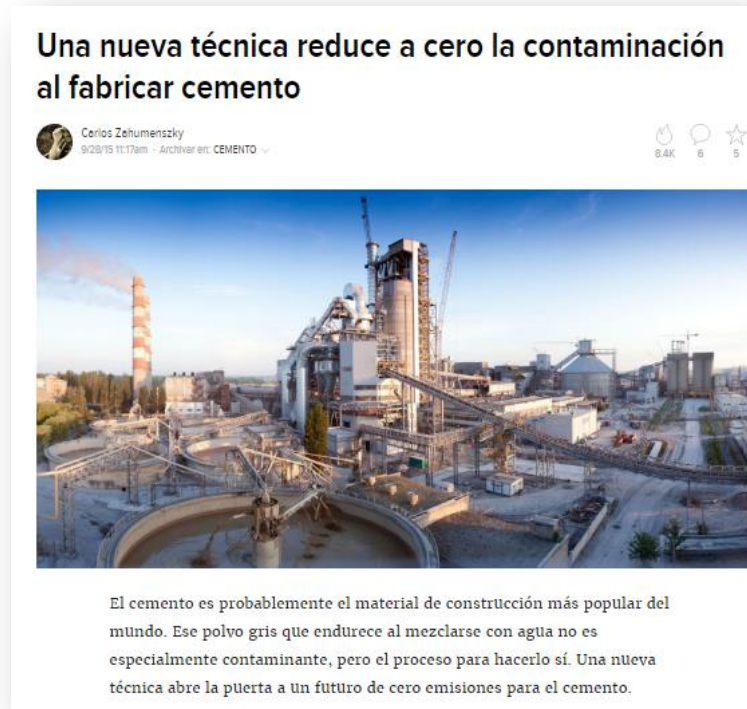 Una nueva técnica reduce a cero la contaminación
al fabricar cemento
Carlos Zahumenszky
9/28/15 11:17am - Archivar en: CEMENTO
8.4K 6 5
El cemento es probablemente el material de construcción más popular del
mundo. Ese polvo gris que endurece al mezclarse con agua no es
especialmente contaminante, pero el proceso para hacerlo sí. Una nueva
técnica abre la puerta a un futuro de cero emisiones para el cemento.